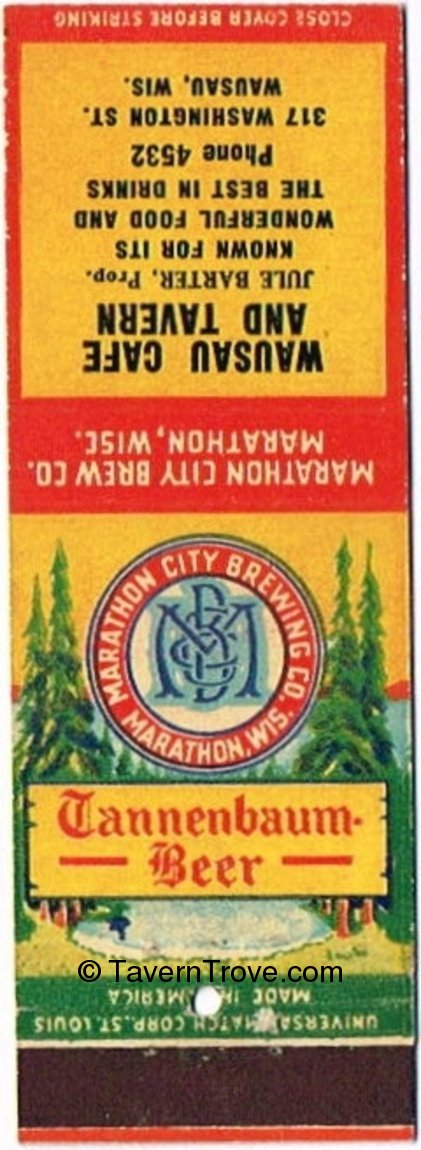 CLOSE COVER BEFORE STRIKING
WAUSAU CAFE
AND TAVERN
JULE BARTER, Prop.
KNOWN FOR ITS
WONDERFUL FOOD AND
THE BEST IN DRINKS
Phone 4532
317 WASHINGTON ST.
WAUSAU, WIS.
MARATHON CITY BREW CO.
MARATHON, WISC.
MARATHON CITY BREWING CO.
MARATHON, WIS.
MCBCo
Tannenbaum-
— Beer —
© TavernTrove.com
MADE IN AMERICA
UNIVERSAL MATCH CORP., ST. LOUIS